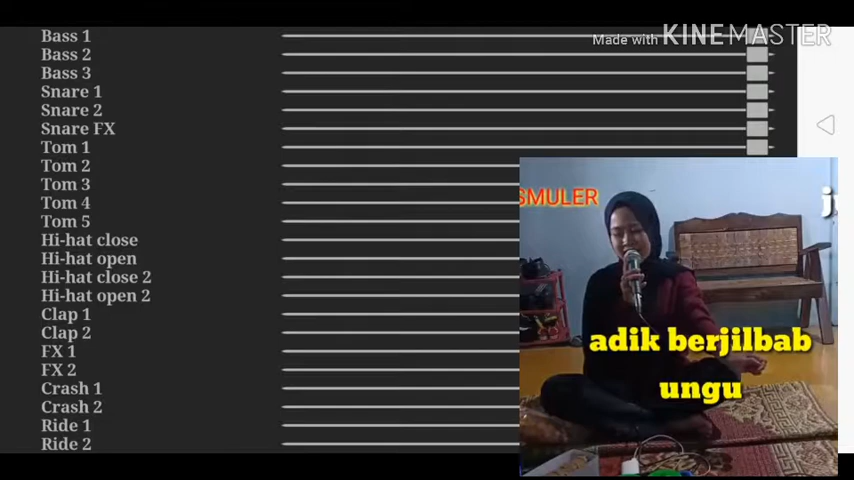 Made with KINEMASTER
Bass 1
Bass 2
Bass 3
Snare 1
Snare 2
Snare FX
Tom 1
Tom 2
Tom 3
Tom 4
Tom 5
Hi-hat close
Hi-hat open
Hi-hat close 2
Hi-hat open 2
Clap 1
Clap 2
FX 1
FX 2
Crash 1
Crash 2
Ride 1
Ride 2
SMULER
adik berjilbab
ungu